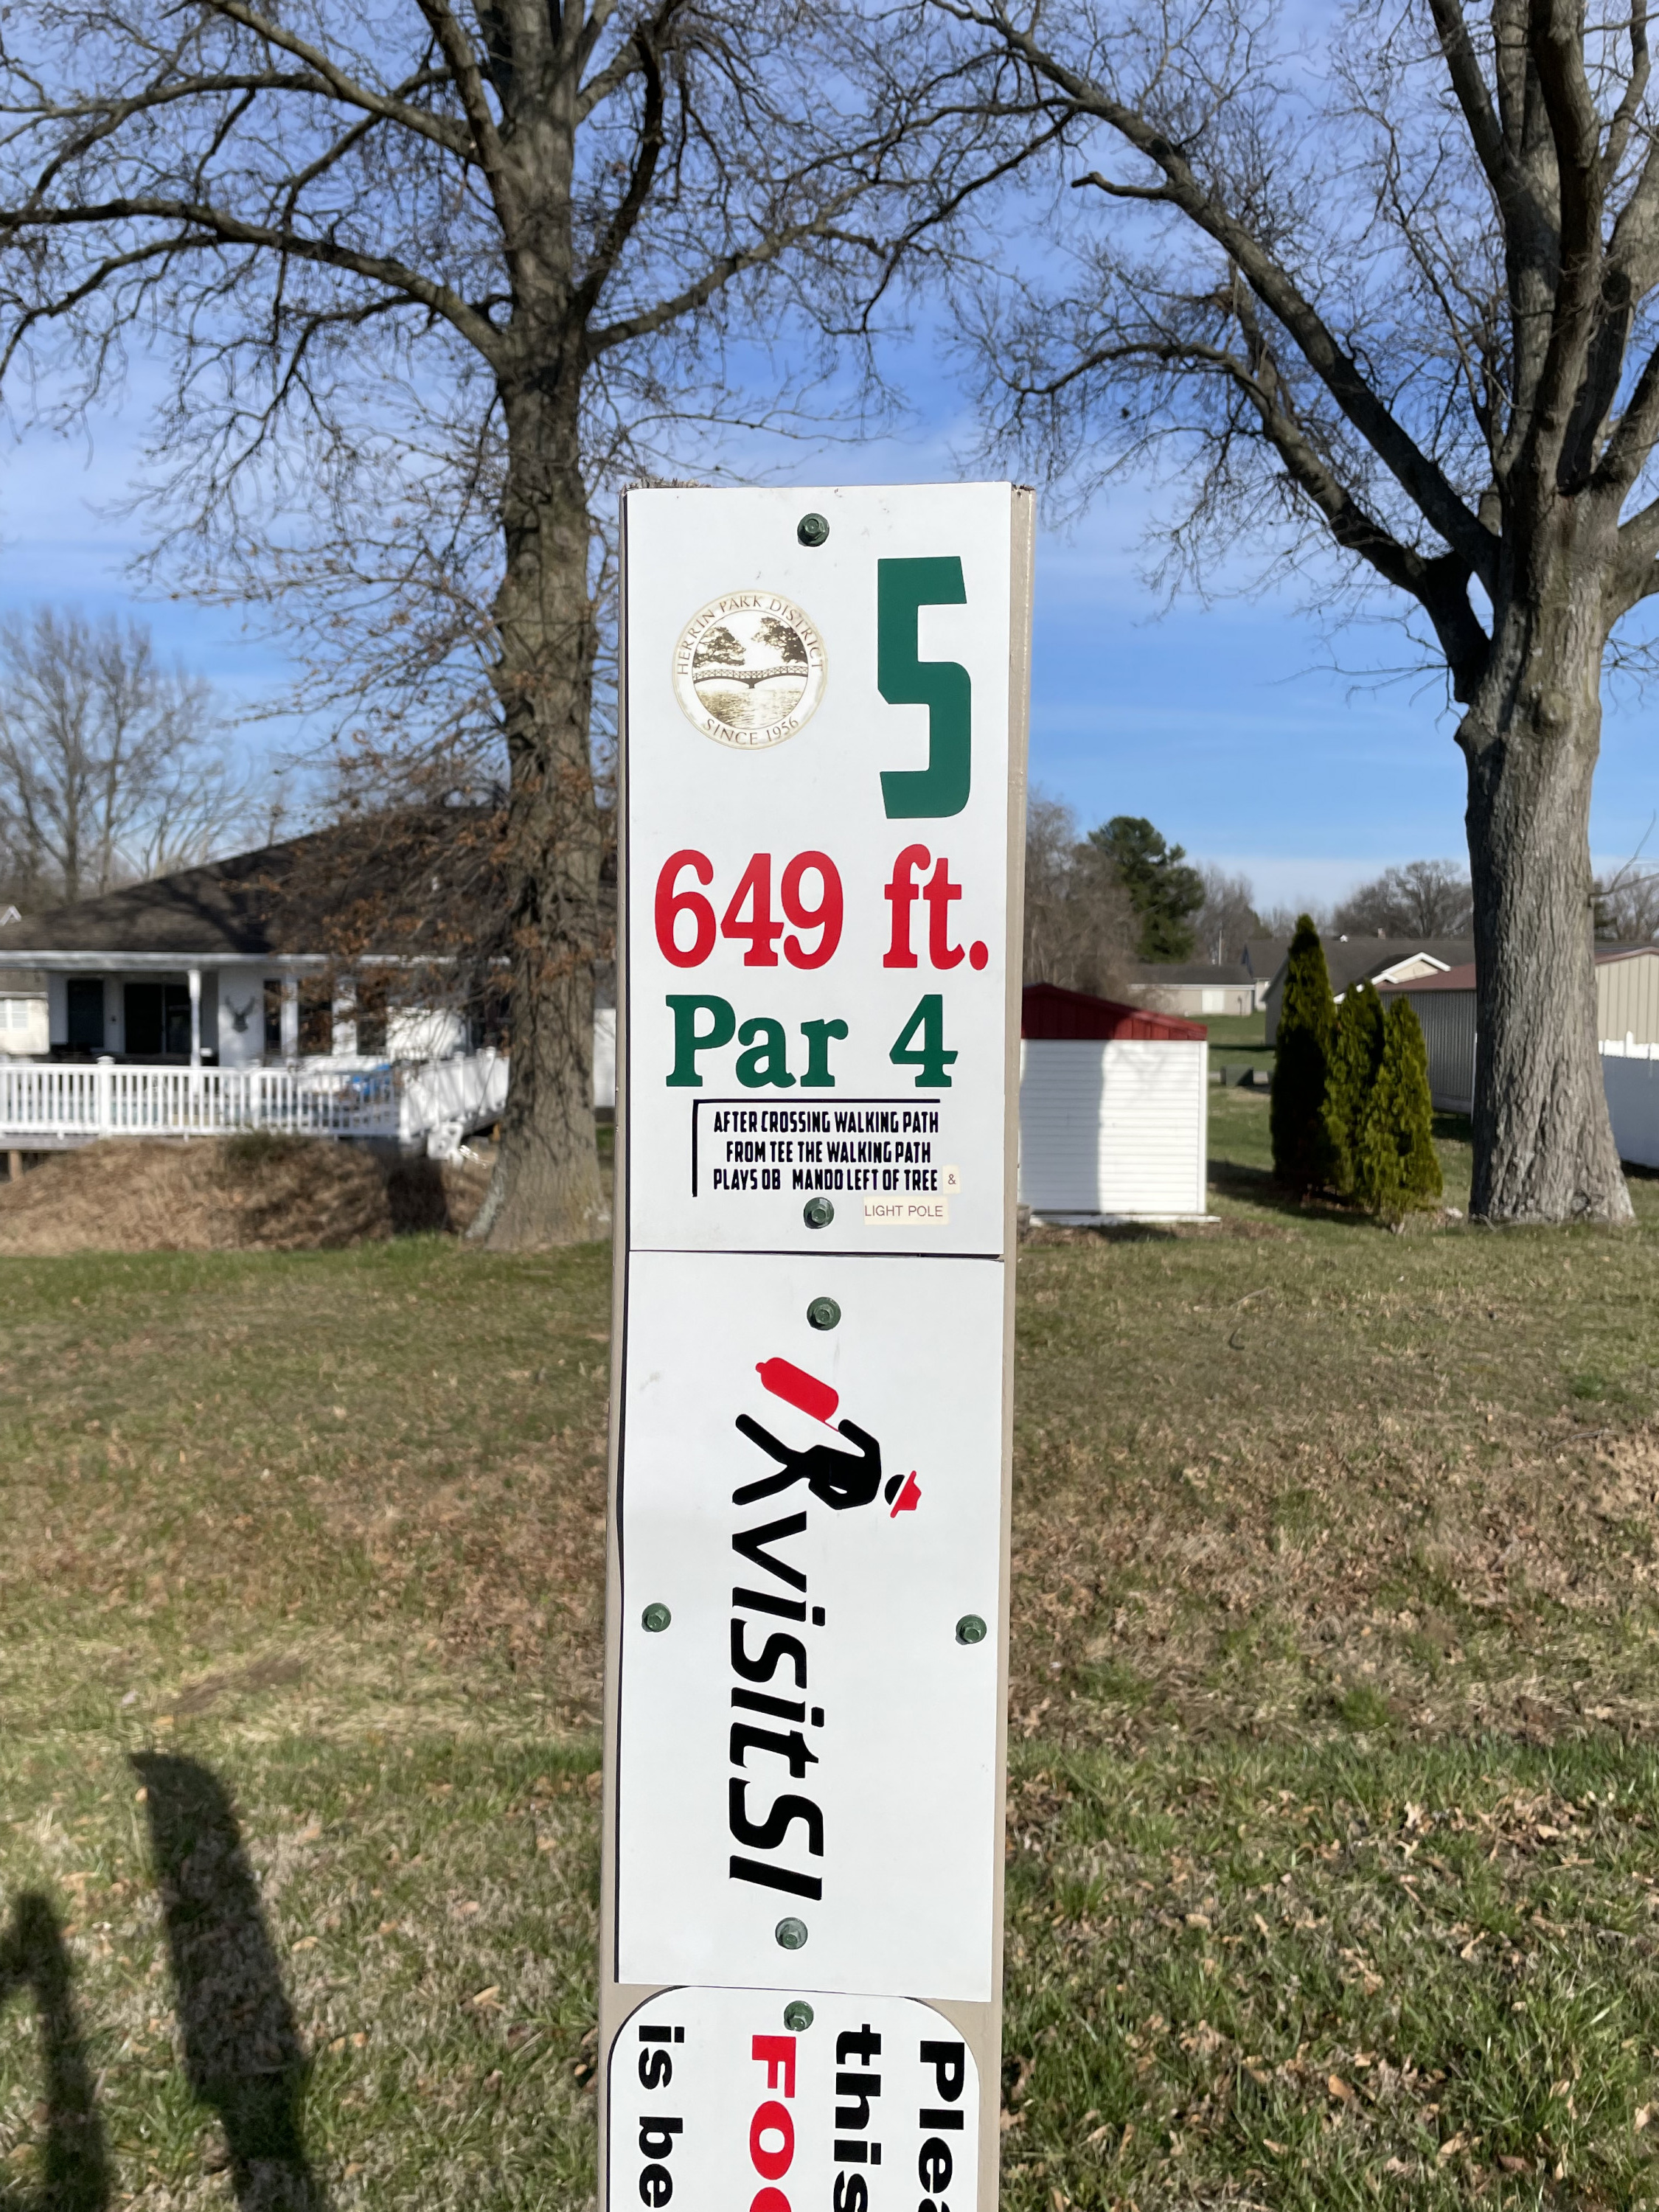 HERRIN PARK DISTRICT
SINCE 1956
5
649 ft.
Par 4
AFTER CROSSING WALKING PATH
FROM TEE THE WALKING PATH
PLAYS OB MANDO LEFT OF TREE &
LIGHT POLE
visitSI
Plea
this
Foo
is be